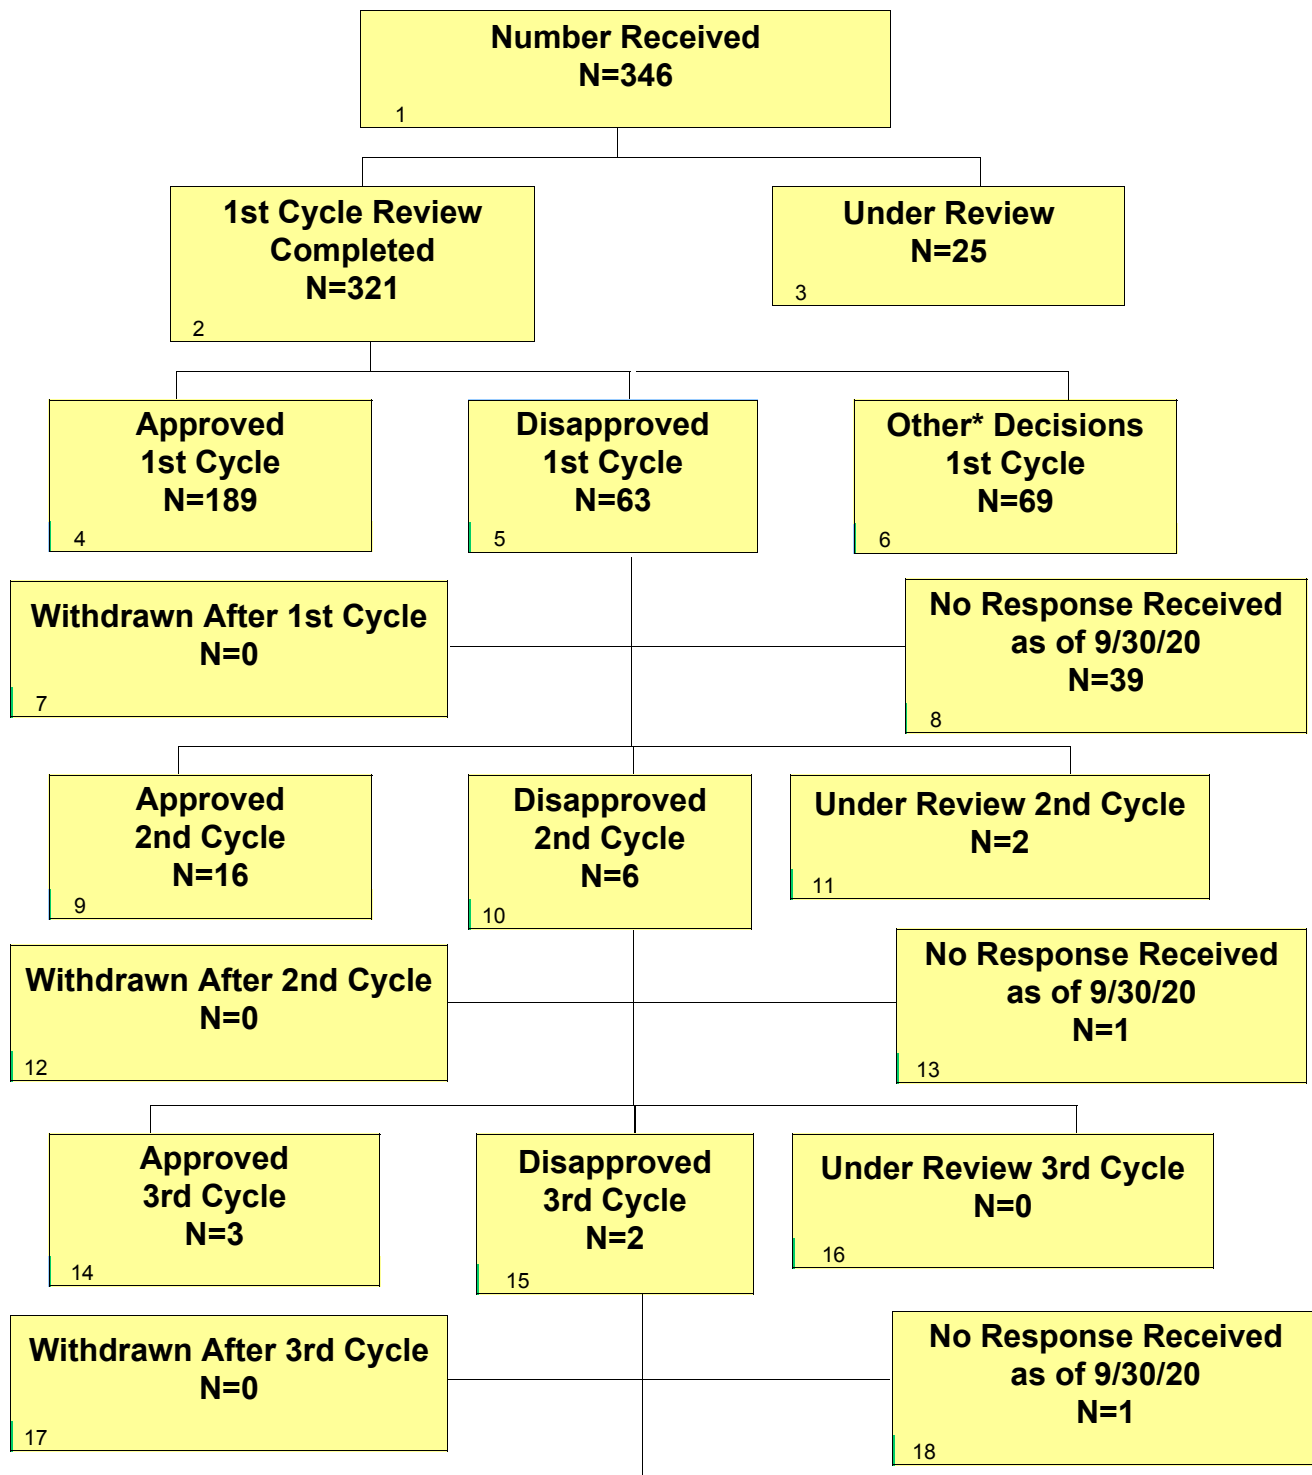 Number Received
N=346
1
1st Cycle Review
Completed
N=321
2
Under Review
N=25
3
Approved
1st Cycle
N=189
4
Disapproved
1st Cycle
N=63
5
Other* Decisions
1st Cycle
N=69
6
Withdrawn After 1st Cycle
N=0
7
No Response Received
as of 9/30/20
N=39
8
Approved
2nd Cycle
N=16
9
Disapproved
2nd Cycle
N=6
10
Under Review 2nd Cycle
N=2
11
Withdrawn After 2nd Cycle
N=0
12
No Response Received
as of 9/30/20
N=1
13
Approved
3rd Cycle
N=3
14
Disapproved
3rd Cycle
N=2
15
Under Review 3rd Cycle
N=0
16
Withdrawn After 3rd Cycle
N=0
17
No Response Received
as of 9/30/20
N=1
18